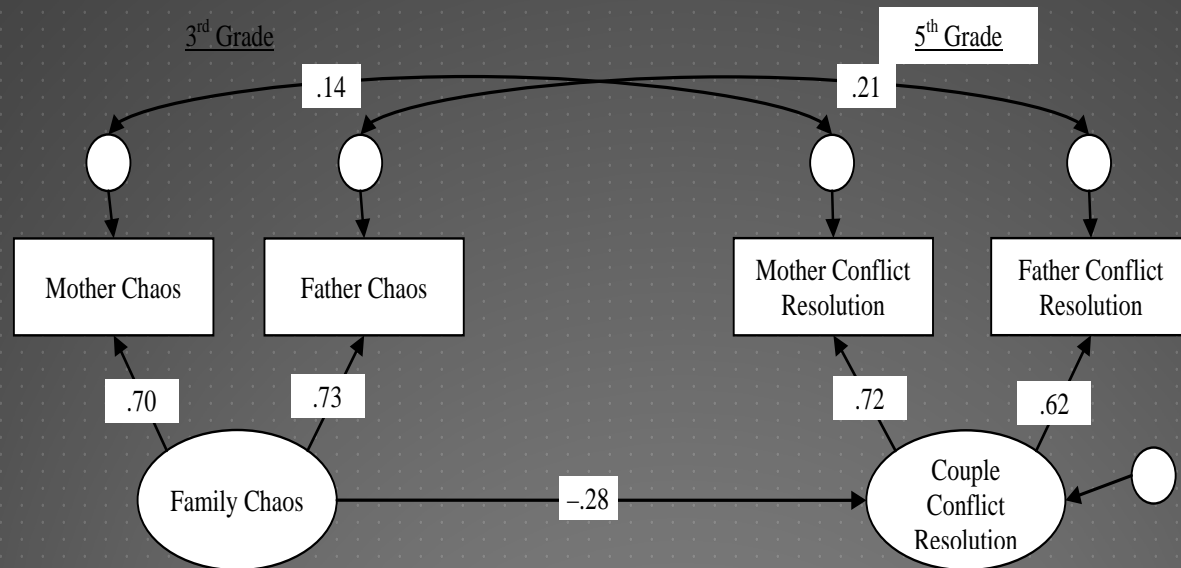 3rd Grade
5th Grade
.14
.21
Mother Chaos
Father Chaos
Mother Conflict
Resolution
Father Conflict
Resolution
.70
.73
.72
.62
Family Chaos
–.28
Couple
Conflict
Resolution